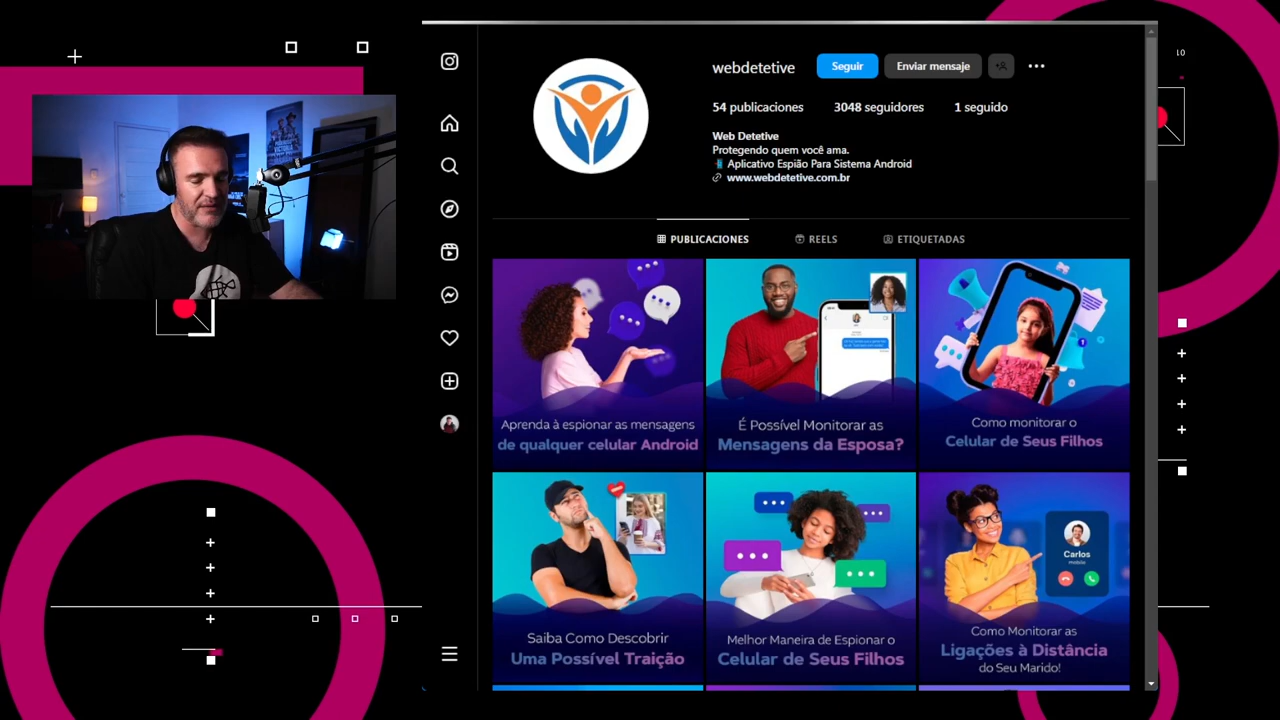 webdetetive
Seguir
Enviar mensaje
54 publicaciones
3048 seguidores
1 seguido
Web Detetive
Protegendo quem você ama.
Aplicativo Espião Para Sistema Android
www.webdetetive.com.br
PUBLICACIONES
REELS
ETIQUETADAS
Aprenda à espionar as mensagens
de qualquer celular Android
É Possível Monitorar as
Mensagens da Esposa?
Como monitorar o
Celular de Seus Filhos
Saiba Como Descobrir
Uma Possível Traição
Melhor Maneira de Espionar o
Celular de Seus Filhos
Carlos
mobile
Como Monitorar as
Ligações à Distância
do Seu Marido!